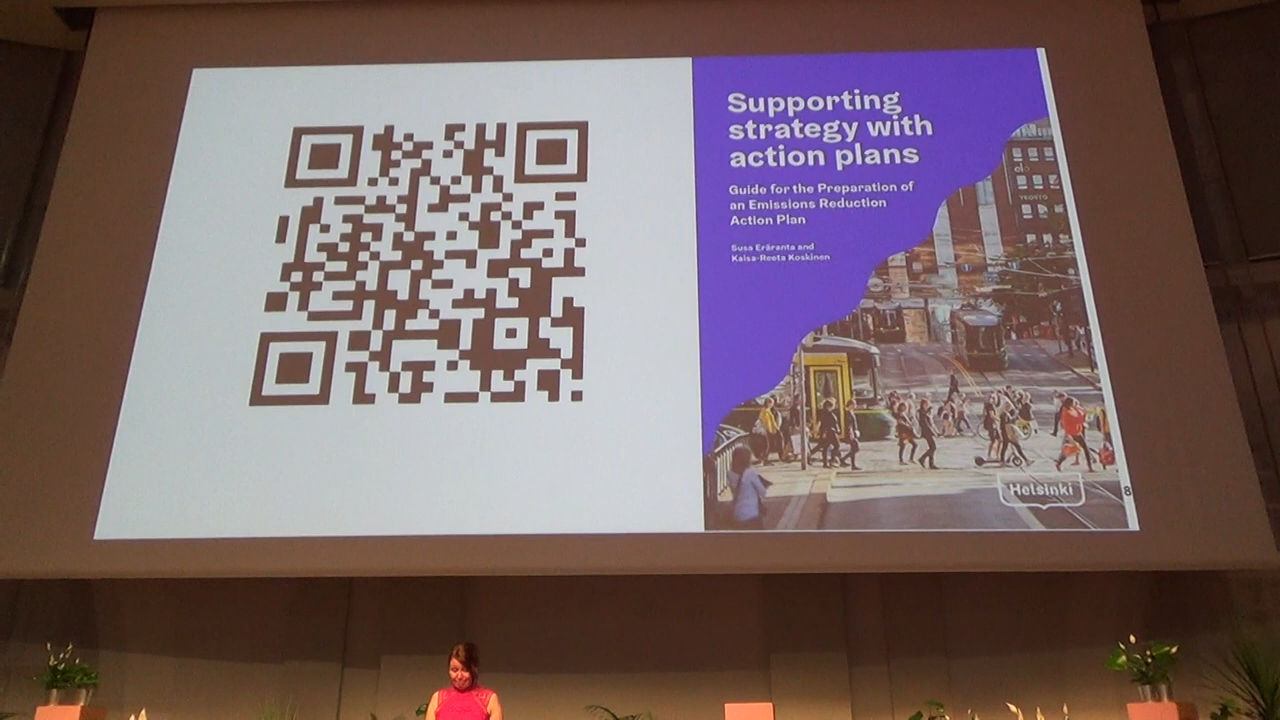 Supporting
strategy with
action plans
Guide for the Preparation of
an Emissions Reduction
Action Plan
Susa Eräranta and
Kaisa-Reeta Koskinen
Helsinki
8